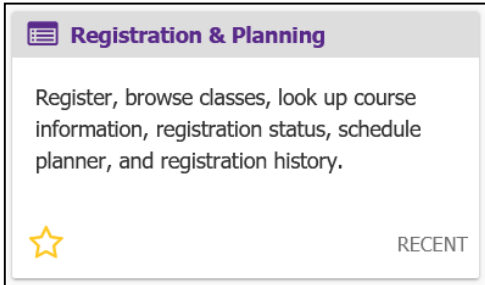 Registration & Planning
Register, browse classes, look up course
information, registration status, schedule
planner, and registration history.
RECENT